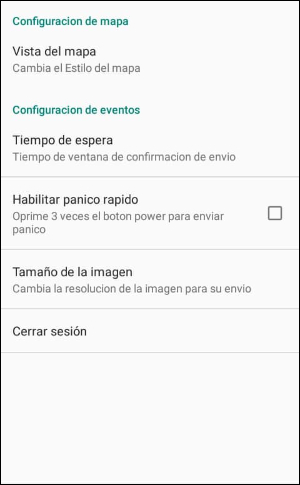 Configuracion de mapa
Vista del mapa
Cambia el Estilo del mapa
Configuracion de eventos
Tiempo de espera
Tiempo de ventana de confirmacion de envio
Habilitar panico rapido
Oprime 3 veces el boton power para enviar
panico
Tamaño de la imagen
Cambia la resolucion de la imagen para su envio
Cerrar sesión